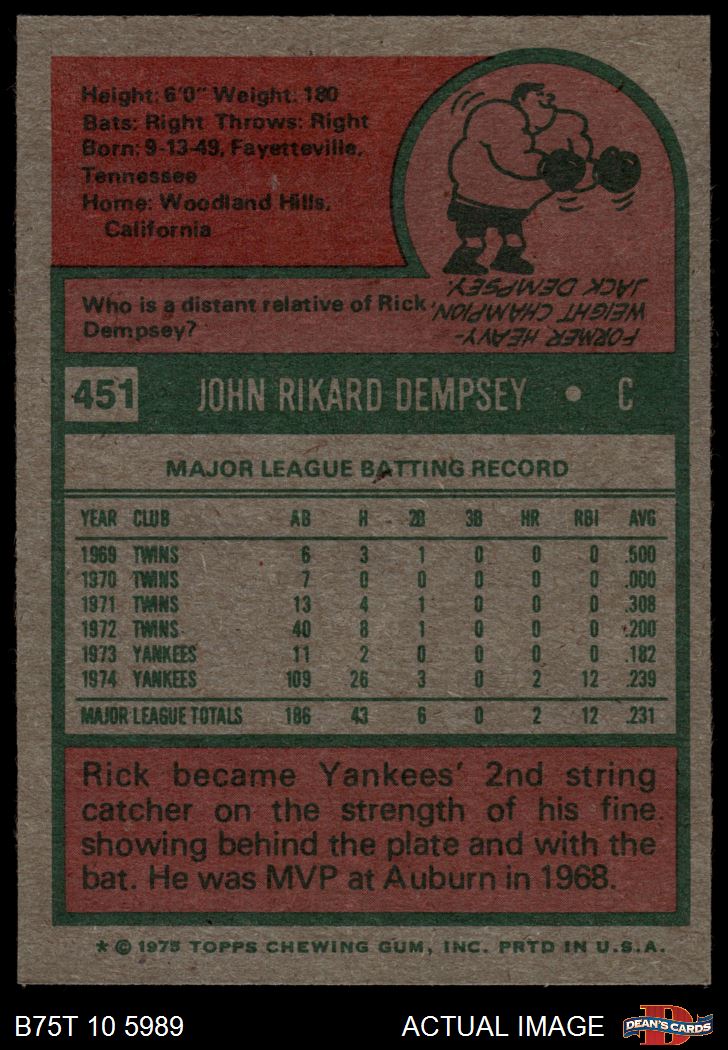 Height: 6'0" Weight: 180
Bats: Right Throws: Right
Born: 9-13-49, Fayetteville,
Tennessee
Home: Woodland Hills,
California
Who is a distant relative of Rick
Dempsey?
FORMER HEAVY-
WEIGHT CHAMPION,
JACK DEMPSEY.
451 JOHN RIKARD DEMPSEY • C
MAJOR LEAGUE BATTING RECORD
YEAR CLUB AB H 2B 3B HR RBI AVG
1969 TWINS 6 3 1 0 0 0 .500
1970 TWINS 7 0 0 0 0 0 .000
1971 TWINS 13 4 1 0 0 0 .308
1972 TWINS 40 8 1 0 0 0 .200
1973 YANKEES 11 2 0 0 0 0 .182
1974 YANKEES 109 26 3 0 2 12 .239
MAJOR LEAGUE TOTALS 186 43 6 0 2 12 .231
Rick became Yankees' 2nd string
catcher on the strength of his fine
showing behind the plate and with the
bat. He was MVP at Auburn in 1968.
* © 1975 TOPPS CHEWING GUM, INC. PRTD IN U.S.A.
B75T 10 5989 ACTUAL IMAGE D DEAN'S CARDS